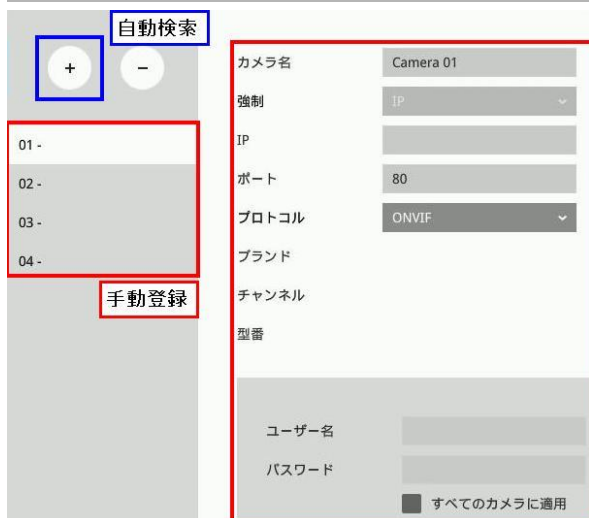 自動検索
+
-
01 -
02 -
03 -
04 -
手動登録
カメラ名 Camera 01
強制 IP
IP
ポート 80
プロトコル ONVIF
ブランド
チャンネル
型番
ユーザー名
パスワード
すべてのカメラに適用